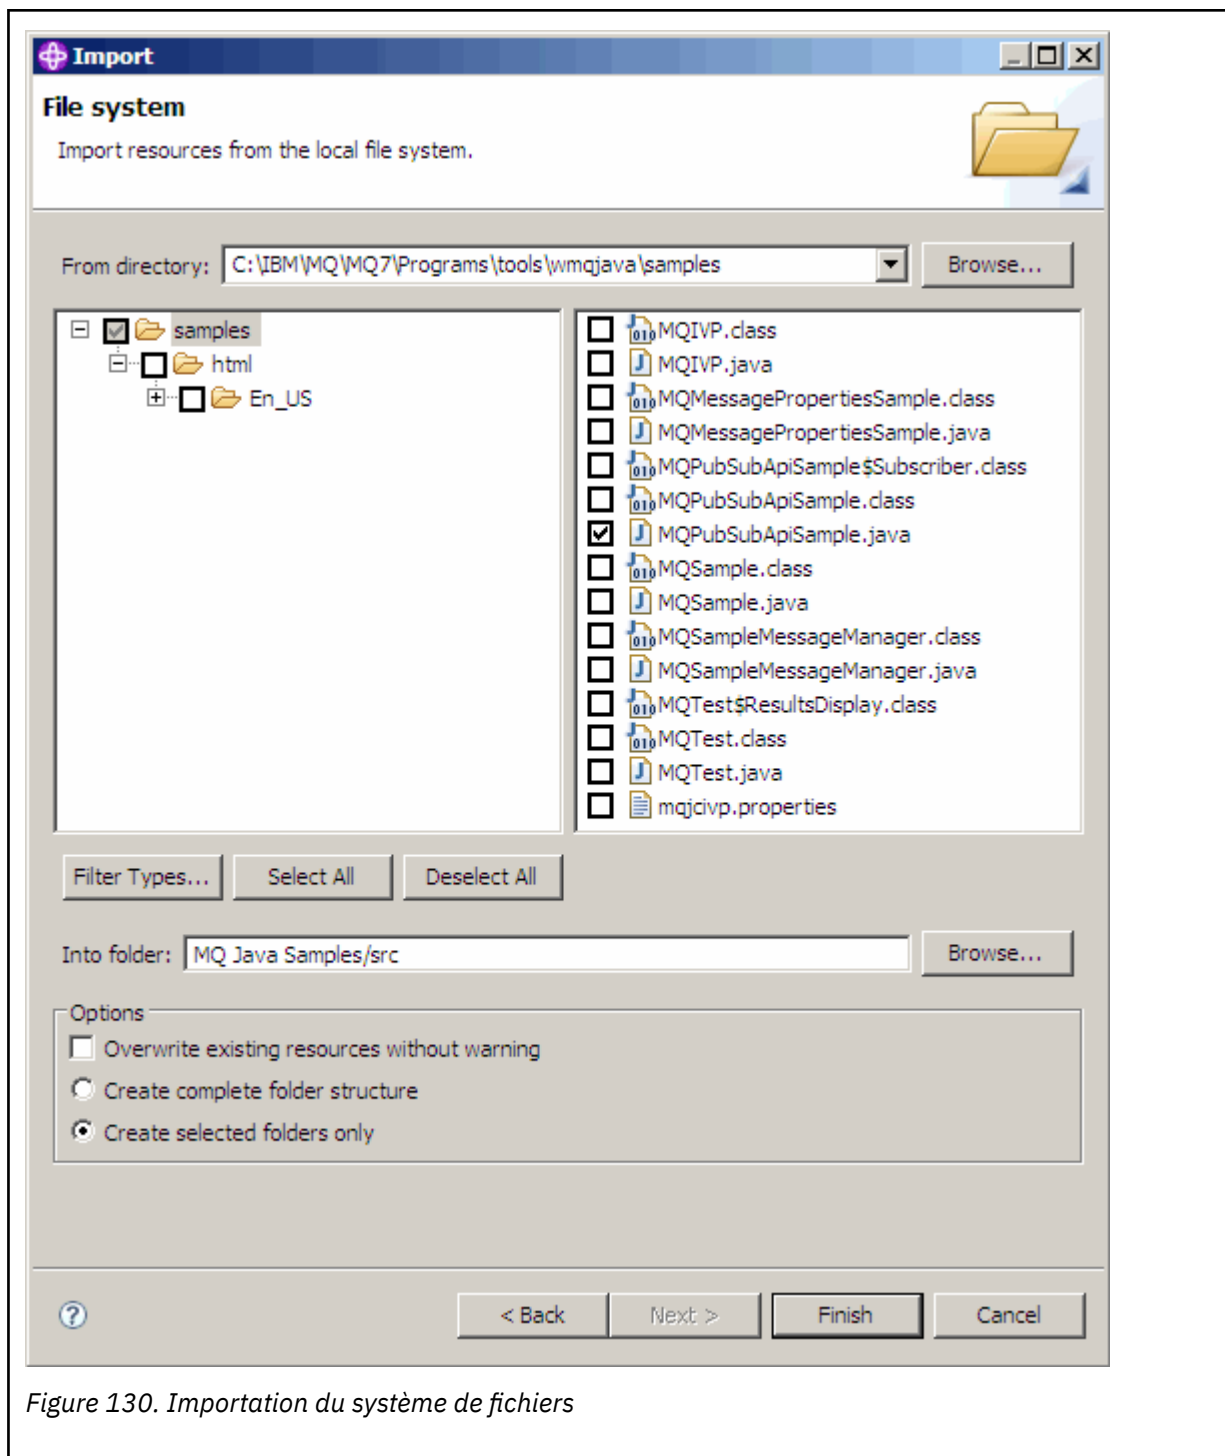 Import
File system
Import resources from the local file system.
From directory: C:\IBM\MQ\MQ7\Programs\tools\wmqjava\samples Browse...
samples
html
En_US
MQIVP.class
MQIVP.java
MQMessagePropertiesSample.class
MQMessagePropertiesSample.java
MQPubSubApiSample$Subscriber.class
MQPubSubApiSample.class
MQPubSubApiSample.java
MQSample.class
MQSample.java
MQSampleMessageManager.class
MQSampleMessageManager.java
MQTest$ResultsDisplay.class
MQTest.class
MQTest.java
mqjcivp.properties
Filter Types... Select All Deselect All
Into folder: MQ Java Samples/src Browse...
Options
Overwrite existing resources without warning
Create complete folder structure
Create selected folders only
< Back Next > Finish Cancel
Figure 130. Importation du système de fichiers